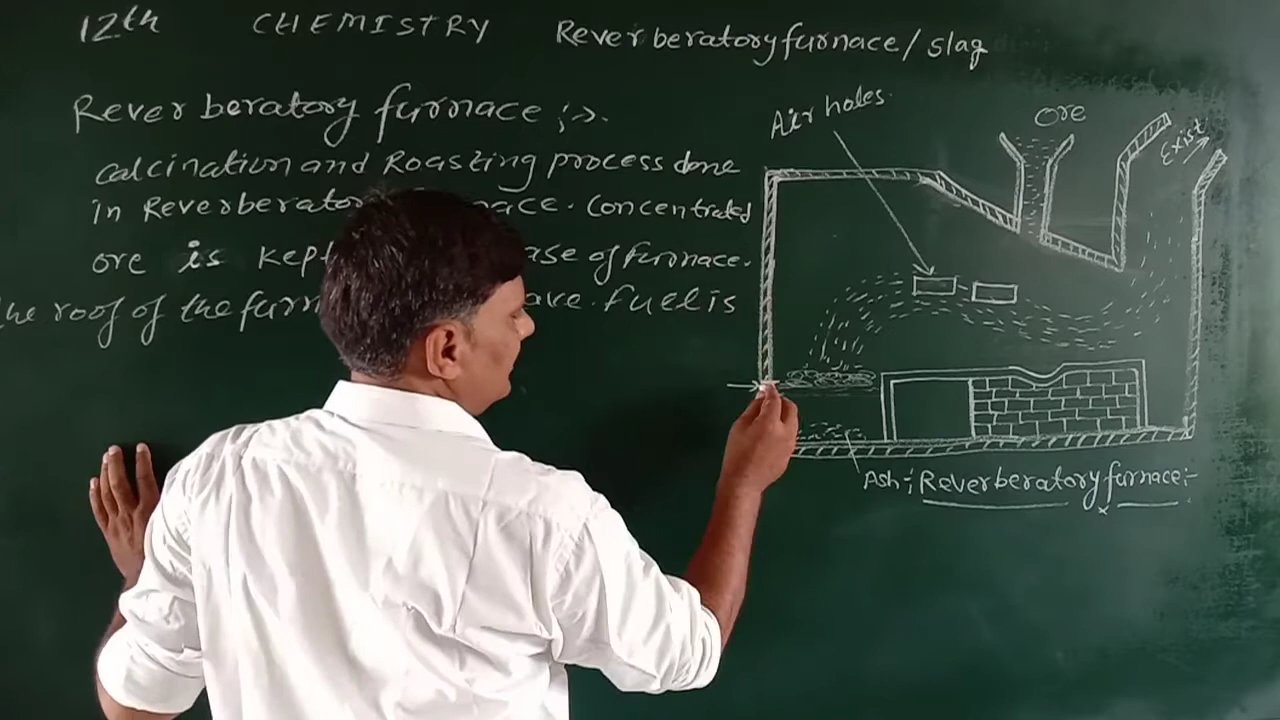 12th CHEMISTRY Reverberatory furnace / slag
Reverberatory furnace :->.
calcination and Roasting process done
in Reverberato ace. Concentrated
ore is kept ase of furnace.
the roof of the furn ave. fuel is
Air holes.
ore
Exist
Ash-; Reverberatory furnace:-